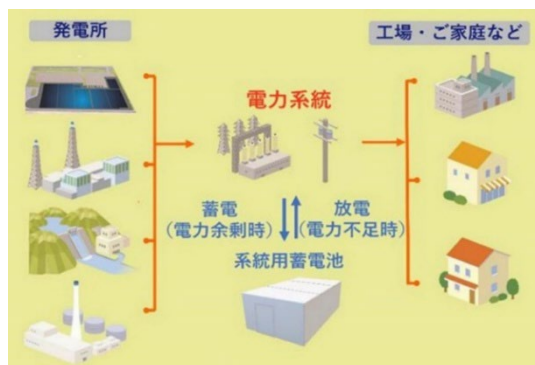 発電所
工場・ご家庭など
電力系統
蓄電
(電力余剰時)
放電
(電力不足時)
系統用蓄電池